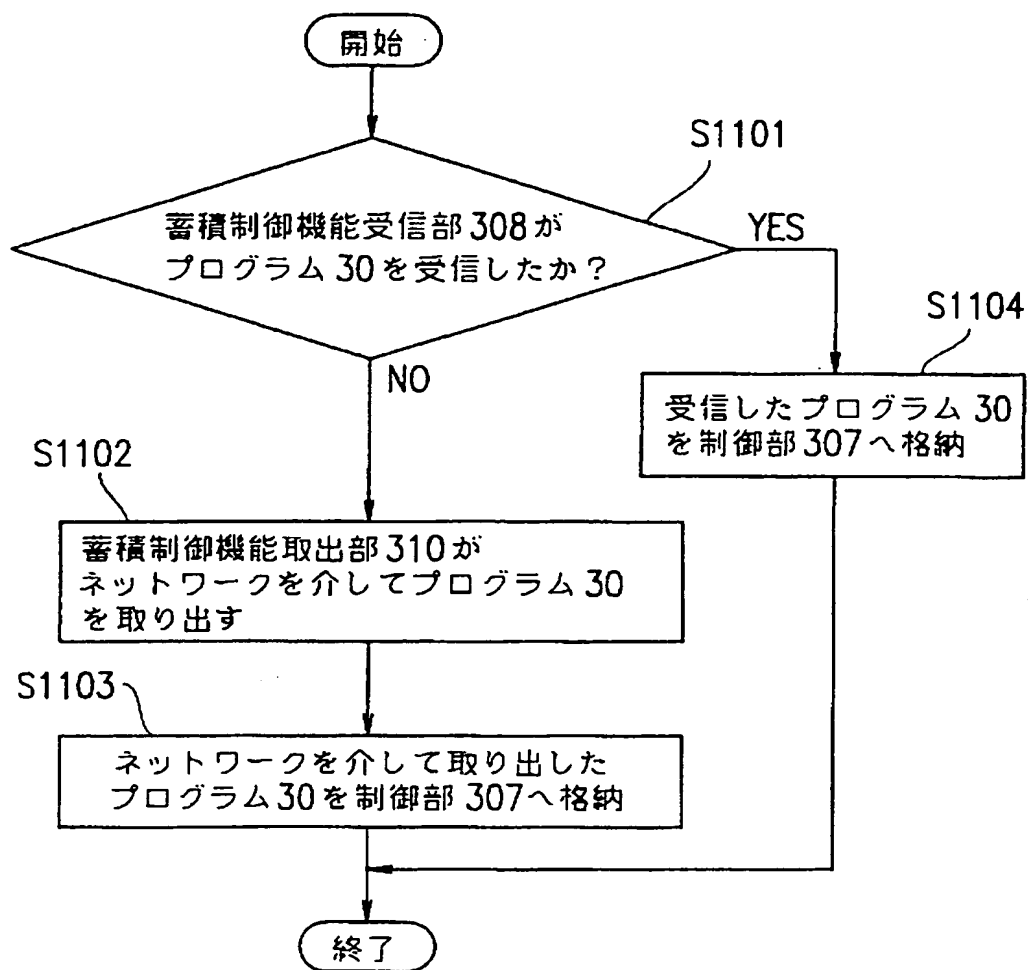 開始
S1101
蓄積制御機能受信部308が
プログラム30を受信したか？
YES
NO
S1104
受信したプログラム30
を制御部307へ格納
S1102
蓄積制御機能取出部310が
ネットワークを介してプログラム30
を取り出す
S1103
ネットワークを介して取り出した
プログラム30を制御部307へ格納
終了